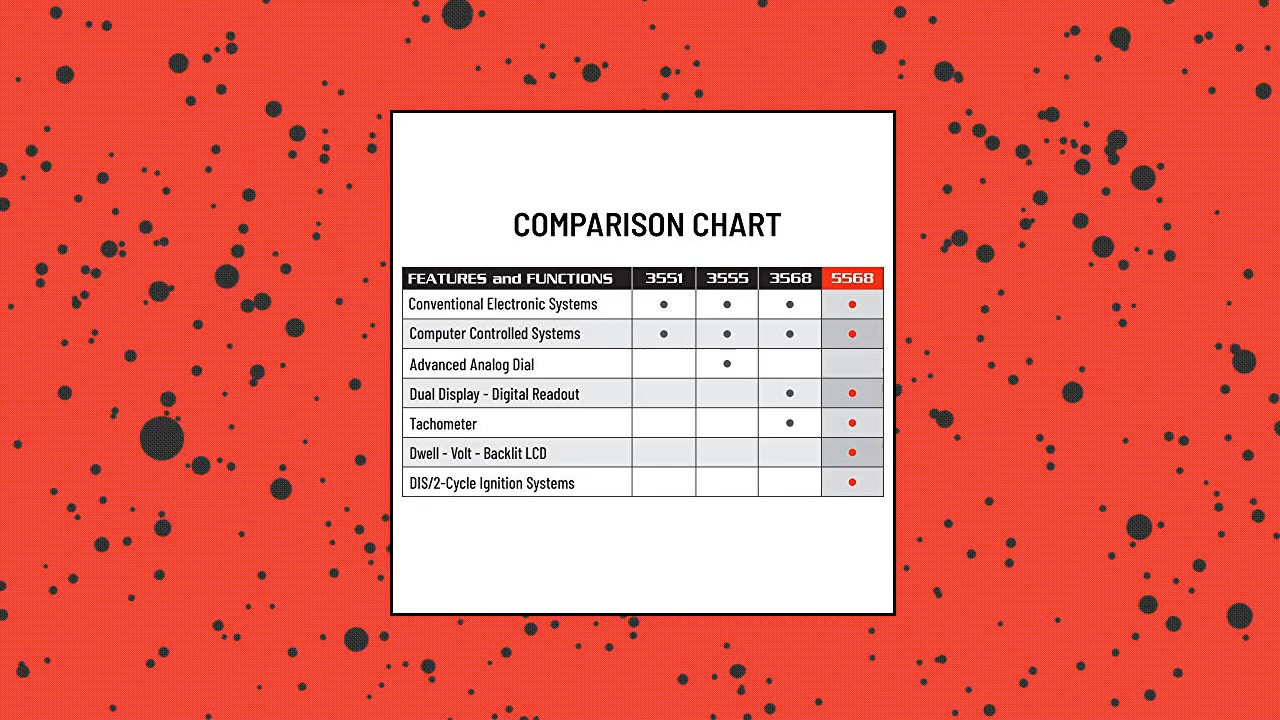 COMPARISON CHART
FEATURES and FUNCTIONS 3551 3555 3568 5568
Conventional Electronic Systems • • • •
Computer Controlled Systems • • • •
Advanced Analog Dial •
Dual Display - Digital Readout • •
Tachometer • •
Dwell - Volt - Backlit LCD •
DIS/2-Cycle Ignition Systems •